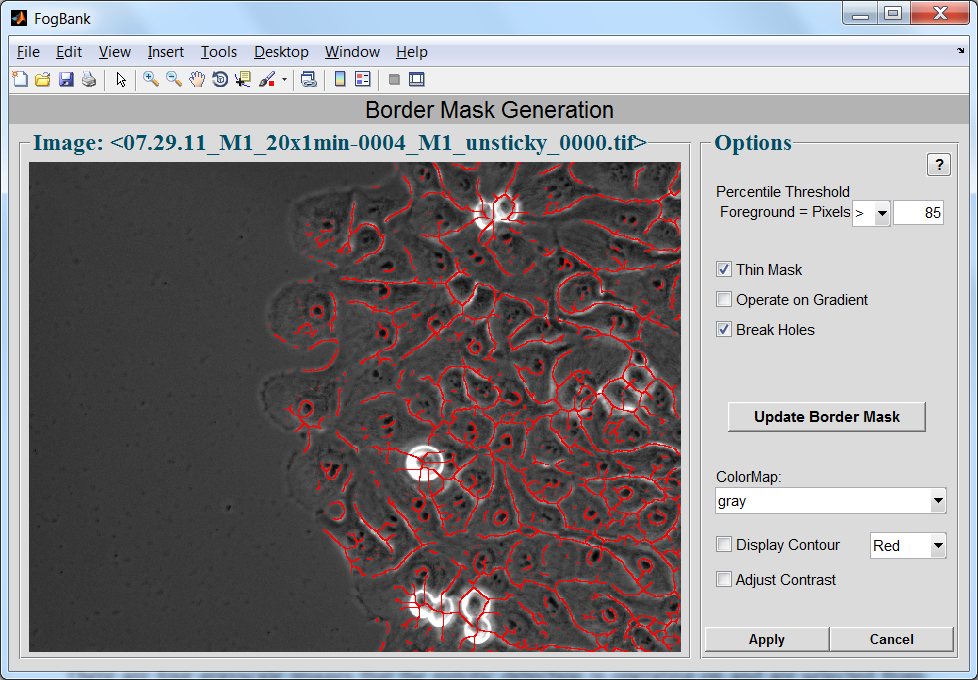 FogBank
File Edit View Insert Tools Desktop Window Help
Border Mask Generation
Image: <07.29.11_M1_20x1min-0004_M1_unsticky_0000.tif>
Options
?
Percentile Threshold
Foreground = Pixels > 85
Thin Mask
Operate on Gradient
Break Holes
Update Border Mask
ColorMap:
gray
Display Contour Red
Adjust Contrast
Apply Cancel